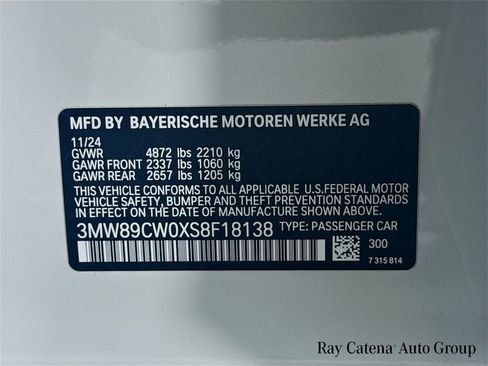 MFD BY BAYERISCHE MOTOREN WERKE AG
11/24
GVWR 4872 lbs 2210 kg
GAWR FRONT 2337 lbs 1060 kg
GAWR REAR 2657 lbs 1205 kg
THIS VEHICLE CONFORMS TO ALL APPLICABLE U.S.FEDERAL MOTOR
VEHICLE SAFETY, BUMPER AND THEFT PREVENTION STANDARDS
IN EFFECT ON THE DATE OF MANUFACTURE SHOWN ABOVE.
3MW89CW0XS8F18138 TYPE: PASSENGER CAR
300
7 315 814
Ray Catena Auto Group